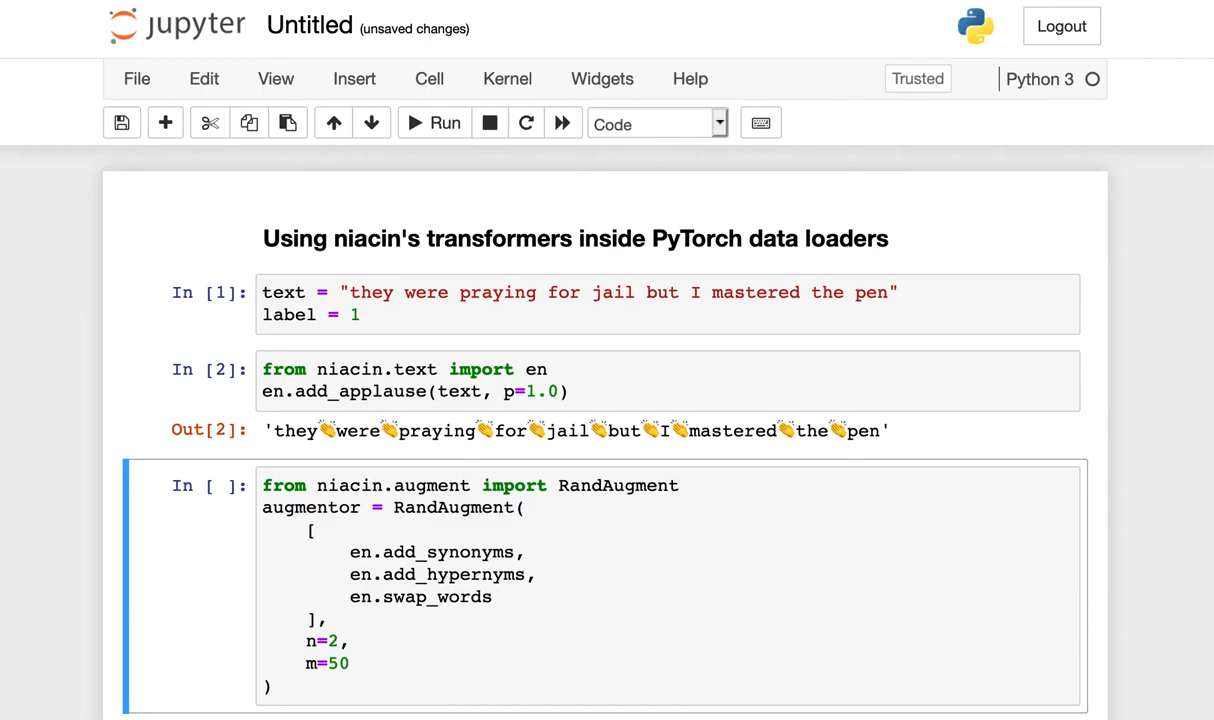 jupyter Untitled (unsaved changes) Logout
File Edit View Insert Cell Kernel Widgets Help Trusted Python 3
Run Code
Using niacin's transformers inside PyTorch data loaders
In [1]: text = "they were praying for jail but I mastered the pen"
label = 1
In [2]: from niacin.text import en
en.add_applause(text, p=1.0)
Out[2]: 'they👏were👏praying👏for👏jail👏but👏I👏mastered👏the👏pen'
In [ ]: from niacin.augment import RandAugment
augmentor = RandAugment(
    [
        en.add_synonyms,
        en.add_hypernyms,
        en.swap_words
    ],
    n=2,
    m=50
)